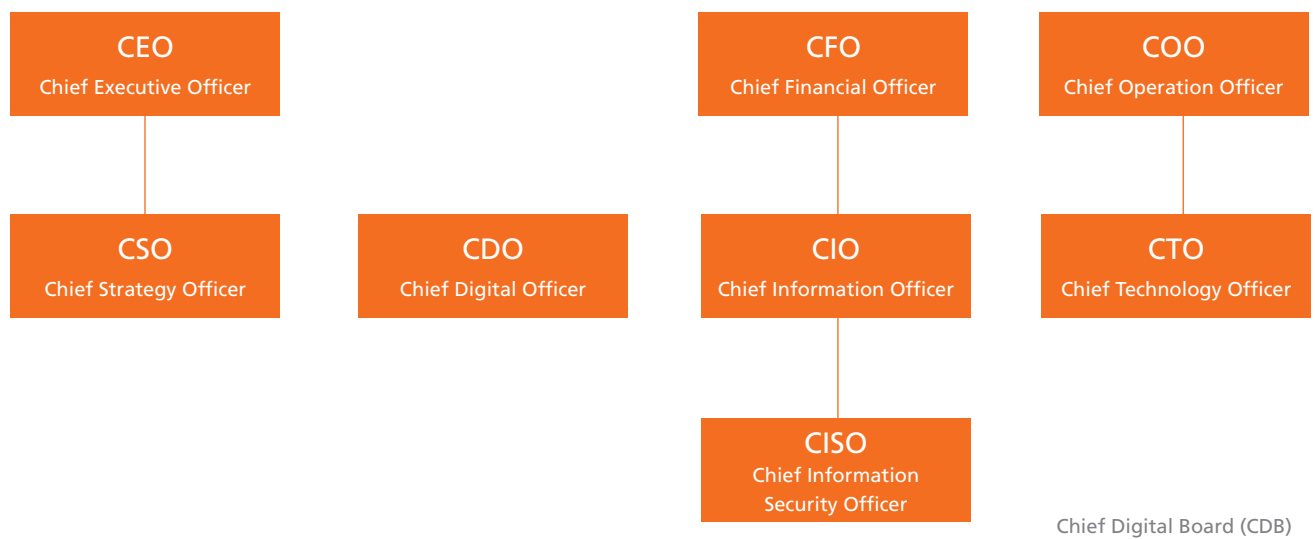 CEO
Chief Executive Officer
CFO
Chief Financial Officer
COO
Chief Operation Officer
CSO
Chief Strategy Officer
CDO
Chief Digital Officer
CIO
Chief Information Officer
CTO
Chief Technology Officer
CISO
Chief Information
Security Officer
Chief Digital Board (CDB)